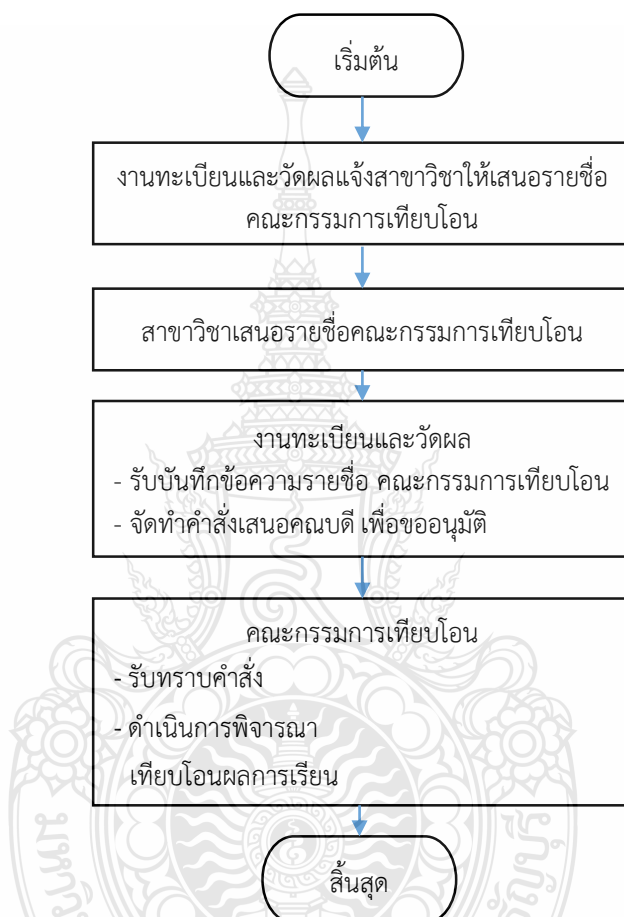 เริ่มต้น
งานทะเบียนและวัดผลแจ้งสาขาวิชาให้เสนอรายชื่อ
คณะกรรมการเทียบโอน
สาขาวิชาเสนอรายชื่อคณะกรรมการเทียบโอน
งานทะเบียนและวัดผล
- รับบันทึกข้อความรายชื่อ คณะกรรมการเทียบโอน
- จัดทำคำสั่งเสนอคณบดี เพื่อขออนุมัติ
คณะกรรมการเทียบโอน
- รับทราบคำสั่ง
- ดำเนินการพิจารณา
เทียบโอนผลการเรียน
สิ้นสุด